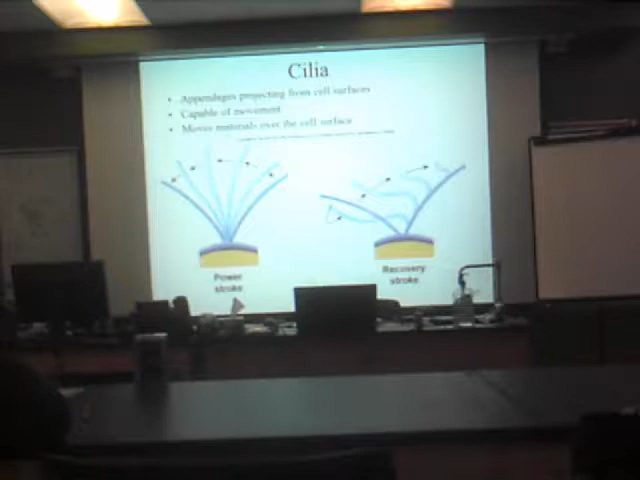 Cilia
• Appendages projecting from cell surfaces
• Capable of movement
• Moves materials over the cell surface
Power
stroke
Recovery
stroke